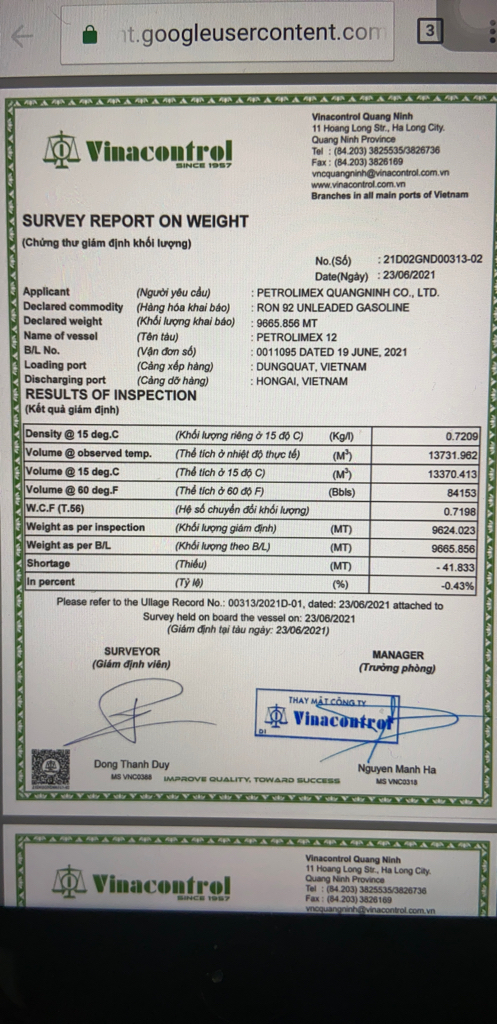 nt.googleusercontent.com
3
Vinacontrol
SINCE 1957
Vinacontrol Quang Ninh
11 Hoang Long Str., Ha Long City.
Quang Ninh Province
Tel : (84.203) 3825535/3826736
Fax : (84.203) 3826169
vncquangninh@vinacontrol.com.vn
www.vinacontrol.com.vn
Branches in all main ports of Vietnam
SURVEY REPORT ON WEIGHT
(Chứng thư giám định khối lượng)
No.(Số) : 21D02GND00313-02
Date(Ngày) : 23/06/2021
Applicant (Người yêu cầu) : PETROLIMEX QUANGNINH CO., LTD.
Declared commodity (Hàng hóa khai báo) : RON 92 UNLEADED GASOLINE
Declared weight (Khối lượng khai báo) : 9665.856 MT
Name of vessel (Tên tàu) : PETROLIMEX 12
B/L No. (Vận đơn số) : 0011095 DATED 19 JUNE, 2021
Loading port (Cảng xếp hàng) : DUNGQUAT, VIETNAM
Discharging port (Cảng dỡ hàng) : HONGAI, VIETNAM
RESULTS OF INSPECTION
(Kết quả giám định)
Density @ 15 deg.C (Khối lượng riêng ở 15 độ C) (Kg/l) 0.7209
Volume @ observed temp. (Thể tích ở nhiệt độ thực tế) (M³) 13731.962
Volume @ 15 deg.C (Thể tích ở 15 độ C) (M³) 13370.413
Volume @ 60 deg.F (Thể tích ở 60 độ F) (Bbls) 84153
W.C.F (T.56) (Hệ số chuyển đổi khối lượng) 0.7198
Weight as per inspection (Khối lượng giám định) (MT) 9624.023
Weight as per B/L (Khối lượng theo B/L) (MT) 9665.856
Shortage (Thiếu) (MT) - 41.833
In percent (Tỷ lệ) (%) -0.43%
Please refer to the Ullage Record No.: 00313/2021D-01, dated: 23/06/2021 attached to
Survey held on board the vessel on: 23/06/2021
(Giám định tại tàu ngày: 23/06/2021)
SURVEYOR
(Giám định viên)
MANAGER
(Trưởng phòng)
THAY MẶT CÔNG TY
Vinacontrol
D1
Dong Thanh Duy
MS VNC0388
Nguyen Manh Ha
MS VNC0318
IMPROVE QUALITY, TOWARD SUCCESS
Vinacontrol
SINCE 1957
Vinacontrol Quang Ninh
11 Hoang Long Str., Ha Long City.
Quang Ninh Province
Tel : (84.203) 3825535/3826736
Fax : (84.203) 3826169
vncquangninh@vinacontrol.com.vn